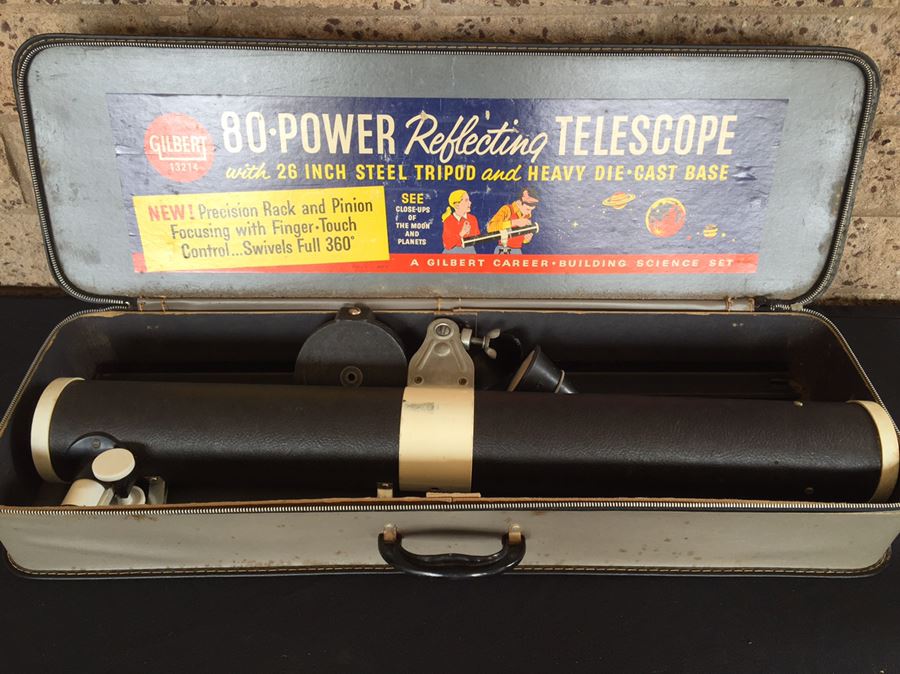 GILBERT
13214
80·POWER Reflecting TELESCOPE
with 26 INCH STEEL TRIPOD and HEAVY DIE·CAST BASE
NEW! Precision Rack and Pinion
Focusing with Finger·Touch
Control...Swivels Full 360°
SEE
CLOSE-UPS
OF
THE MOON
AND
PLANETS
A GILBERT CAREER·BUILDING SCIENCE SET